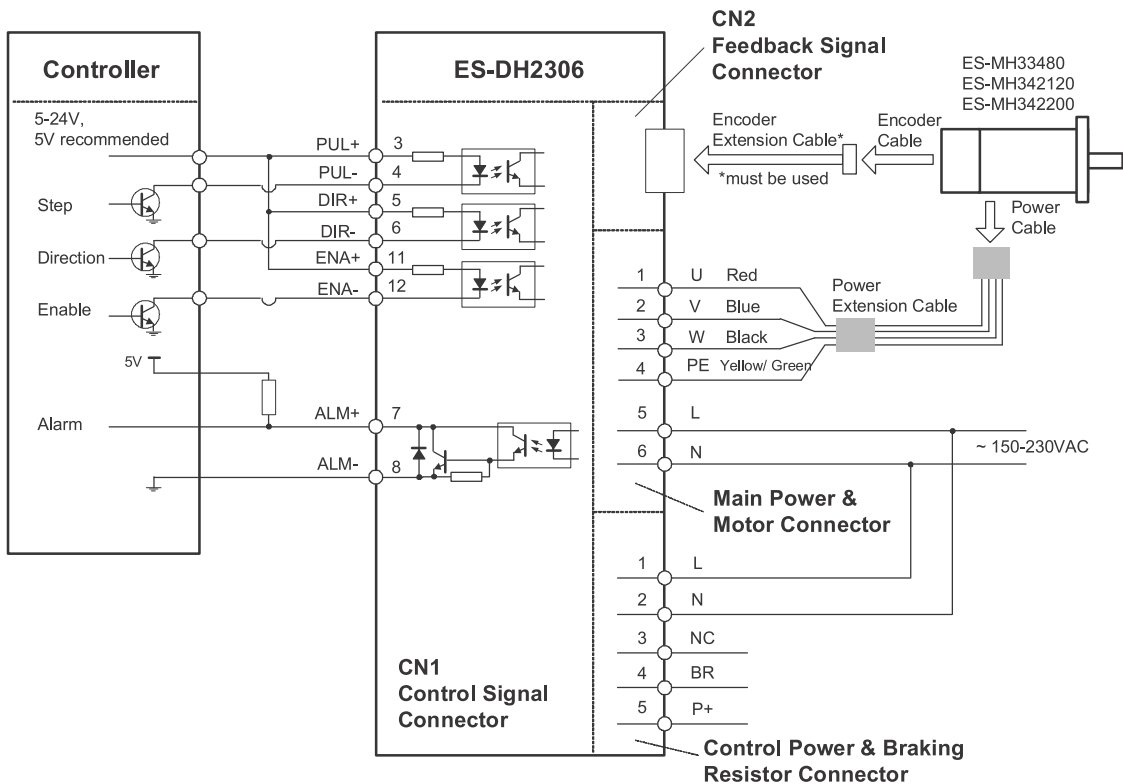 CN2
Feedback Signal
Connector
Controller
ES-DH2306
ES-MH33480
ES-MH342120
ES-MH342200
5-24V,
5V recommended
Encoder
Extension Cable*
*must be used
Encoder
Cable
PUL+ 3
PUL- 4
Step
DIR+ 5
DIR- 6
Direction
ENA+ 11
ENA- 12
Enable
Power
Cable
1 U Red
2 V Blue
3 W Black
4 PE Yellow/ Green
Power
Extension Cable
5V
Alarm
ALM+ 7
ALM- 8
5 L
6 N
~ 150-230VAC
Main Power &
Motor Connector
1 L
2 N
3 NC
4 BR
5 P+
CN1
Control Signal
Connector
Control Power & Braking
Resistor Connector